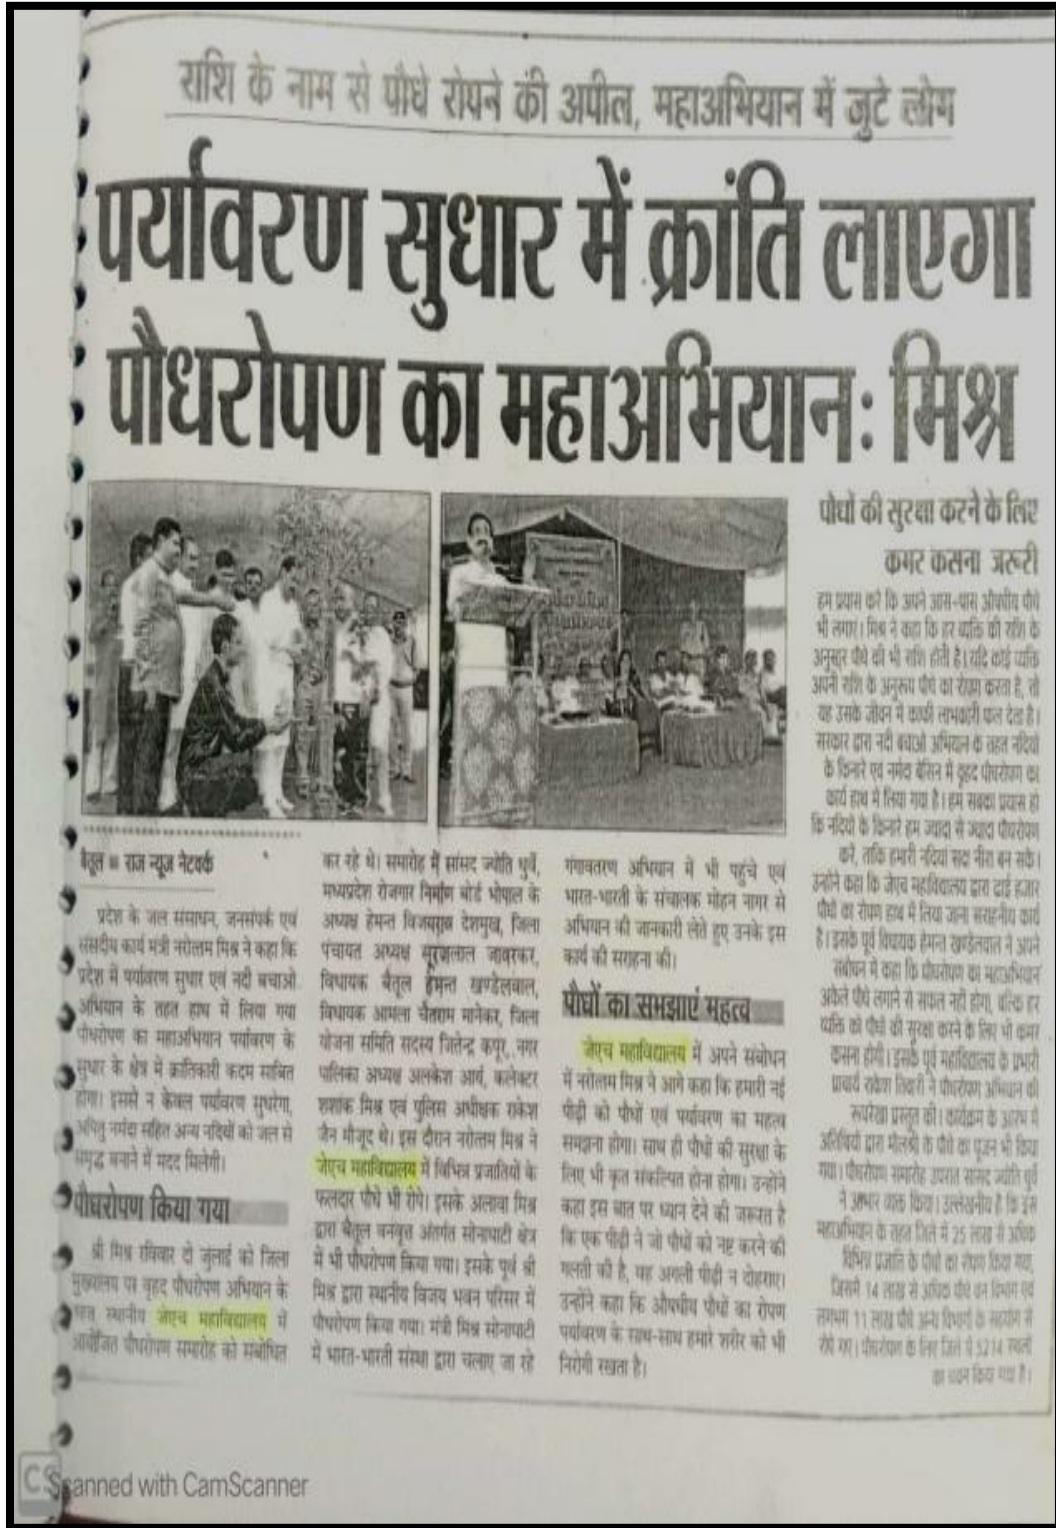 राशि के नाम से पौधे रोपने की अपील, महाअभियान में जुटे लोग
पर्यावरण सुधार में क्रांति लाएगा
पौधरोपण का महाअभियान: मिश्र
बैतूल ■ राज न्यूज नेटवर्क
प्रदेश के जल संसाधन, जनसंपर्क एवं
संसदीय कार्य मंत्री नरोत्तम मिश्र ने कहा कि
प्रदेश में पर्यावरण सुधार एवं नदी बचाओ
अभियान के तहत हाथ में लिया गया
पौधरोपण का महाअभियान पर्यावरण के
सुधार के क्षेत्र में क्रांतिकारी कदम साबित
होगा। इससे न केवल पर्यावरण सुधरेगा,
अपितु नर्मदा सहित अन्य नदियों को जल से
समृद्ध बनाने में मदद मिलेगी।
पौधरोपण किया गया
श्री मिश्र रविवार दो जुलाई को जिला
मुख्यालय पर वृहद पौधरोपण अभियान के
तहत स्थानीय जेएच महाविद्यालय में
आयोजित पौधरोपण समारोह को संबोधित
कर रहे थे। समारोह में सांसद ज्योति धुर्वे,
मध्यप्रदेश रोजगार निर्माण बोर्ड भोपाल के
अध्यक्ष हेमन्त विजयराव देशमुख, जिला
पंचायत अध्यक्ष सूरजलाल जावरकर,
विधायक बैतूल हेमन्त खण्डेलवाल,
विधायक आमला चैतराम मानेकर, जिला
योजना समिति सदस्य जितेन्द्र कपूर, नगर
पालिका अध्यक्ष अलकेश आर्य, कलेक्टर
शशांक मिश्र एवं पुलिस अधीक्षक राकेश
जैन मौजूद थे। इस दौरान नरोत्तम मिश्र ने
जेएच महाविद्यालय में विभिन्न प्रजातियों के
फलदार पौधे भी रोपे। इसके अलावा मिश्र
द्वारा बैतूल वनवृत्त अंतर्गत सोनाघाटी क्षेत्र
में भी पौधरोपण किया गया। इसके पूर्व श्री
मिश्र द्वारा स्थानीय विजय भवन परिसर में
पौधरोपण किया गया। मंत्री मिश्र सोनाघाटी
में भारत-भारती संस्था द्वारा चलाए जा रहे
गंगावतरण अभियान में भी पहुंचे एवं
भारत-भारती के संचालक मोहन नागर से
अभियान की जानकारी लेते हुए उनके इस
कार्य की सराहना की।
पौधों का समझाएं महत्व
जेएच महाविद्यालय में अपने संबोधन
में नरोत्तम मिश्र ने आगे कहा कि हमारी नई
पीढ़ी को पौधों एवं पर्यावरण का महत्व
समझना होगा। साथ ही पौधों की सुरक्षा के
लिए भी कृत संकल्पित होना होगा। उन्होंने
कहा इस बात पर ध्यान देने की जरूरत है
कि एक पीढ़ी ने जो पौधों को नष्ट करने की
गलती की है, यह अगली पीढ़ी न दोहराए।
उन्होंने कहा कि औषधीय पौधों का रोपण
पर्यावरण के साथ-साथ हमारे शरीर को भी
निरोगी रखता है।
पौधों की सुरक्षा करने के लिए
कमर कसना जरूरी
हम प्रयास करें कि अपने आस-पास औषधीय पौधे
भी लगाएं। मिश्र ने कहा कि हर व्यक्ति की राशि के
अनुसार पौधे की भी राशि होती है। यदि कोई व्यक्ति
अपनी राशि के अनुरूप पौधे का रोपण करता है, तो
यह उसके जीवन में काफी लाभकारी फल देता है।
सरकार द्वारा नदी बचाओ अभियान के तहत नदियों
के किनारे एवं नर्मदा बेसिन में वृहद पौधरोपण का
कार्य हाथ में लिया गया है। हम सबका प्रयास हो
कि नदियों के किनारे हम ज्यादा से ज्यादा पौधरोपण
करें, ताकि हमारी नदियां सदा नीरा बन सके।
उन्होंने कहा कि जेएच महाविद्यालय द्वारा ढाई हजार
पौधों का रोपण हाथ में लिया जाना सराहनीय कार्य
है। इसके पूर्व विधायक हेमन्त खण्डेलवाल ने अपने
संबोधन में कहा कि पौधरोपण का महाअभियान
अकेले पौधे लगाने से सफल नहीं होगा, बल्कि हर
व्यक्ति को पौधों की सुरक्षा करने के लिए भी कमर
कसना होगी। इसके पूर्व महाविद्यालय के प्रभारी
प्राचार्य राकेश तिवारी ने पौधरोपण अभियान की
रूपरेखा प्रस्तुत की। कार्यक्रम के आरंभ में
अतिथियों द्वारा मोलश्री के पौधे का पूजन भी किया
गया। पौधरोपण समारोह उपरांत सांसद ज्योति धुर्वे
ने आभार व्यक्त किया। उल्लेखनीय है कि इस
महाअभियान के तहत जिले में 25 लाख से अधिक
विभिन्न प्रजाति के पौधों का रोपण किया गया,
जिसमें 14 लाख से अधिक पौधे वन विभाग एवं
लगभग 11 लाख पौधे अन्य विभागों के सहयोग से
रोपे गए। पौधरोपण के लिए जिले में 5214 स्थलों
का चयन किया गया है।
CS
Scanned with CamScanner